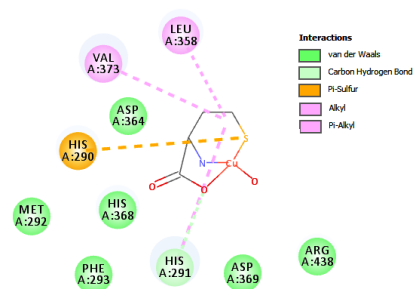 LEU
A:358
VAL
A:373
ASP
A:364
HIS
A:290
MET
A:292
HIS
A:368
PHE
A:293
HIS
A:291
ASP
A:369
ARG
A:438
S
N
Cu
O
O
O
Interactions
van der Waals
Carbon Hydrogen Bond
Pi-Sulfur
Alkyl
Pi-Alkyl